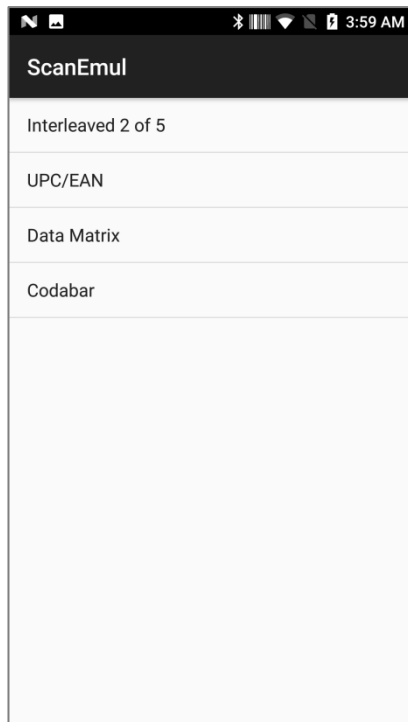 3:59 AM
ScanEmul
Interleaved 2 of 5
UPC/EAN
Data Matrix
Codabar